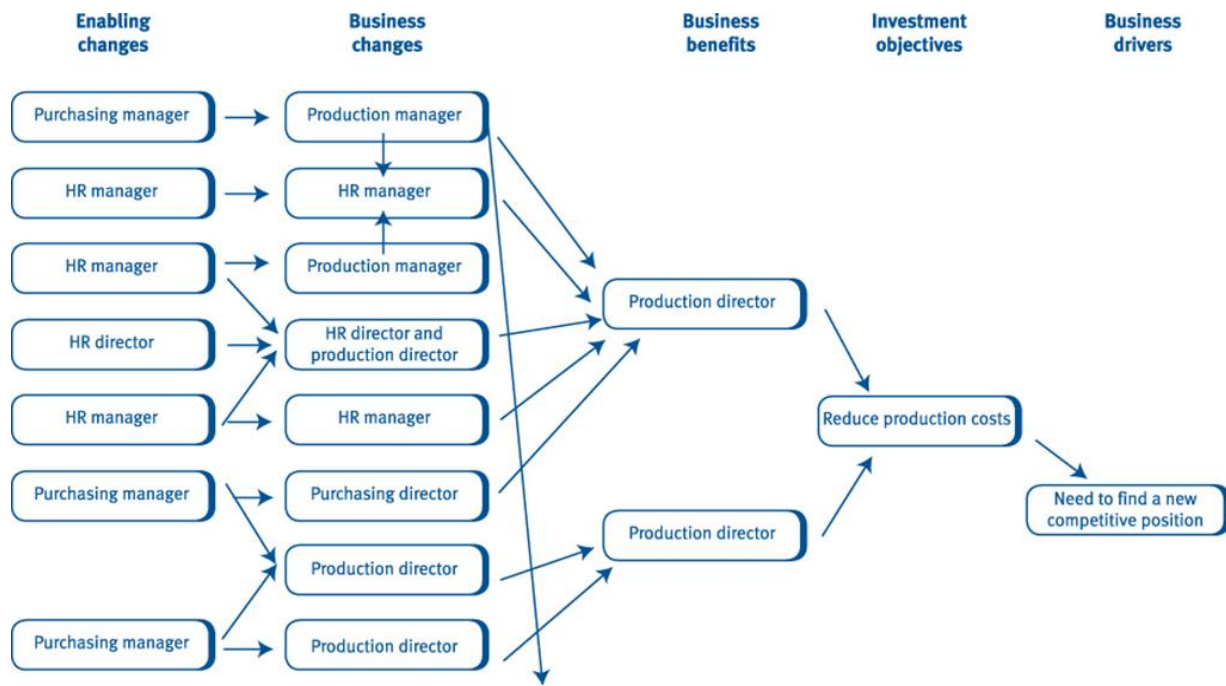 Enabling
changes
Business
changes
Business
benefits
Investment
objectives
Business
drivers
Purchasing manager
Production manager
HR manager
HR manager
HR manager
Production manager
Production director
HR director
HR director and
production director
HR manager
HR manager
Reduce production costs
Purchasing manager
Purchasing director
Need to find a new
competitive position
Production director
Production director
Purchasing manager
Production director